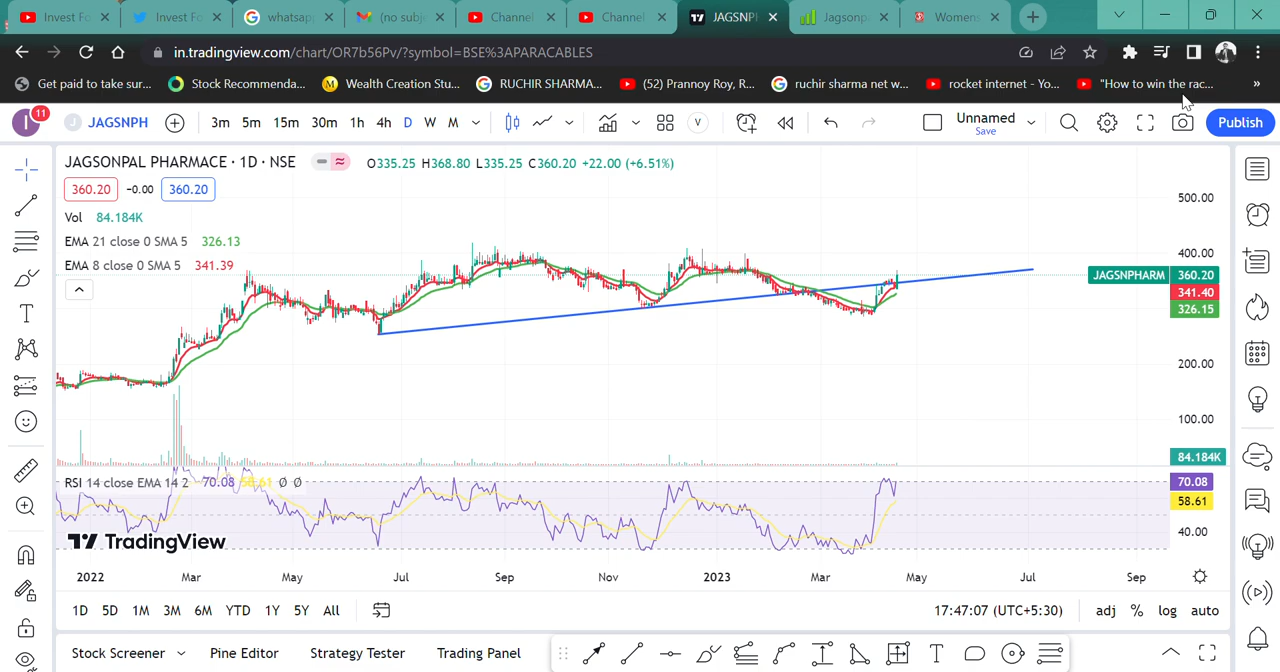 Invest Fo
Invest Fo
whatsap
(no subj
Channel
Channel
JAGSNPH
Jagsonpa
Womens
in.tradingview.com/chart/OR7b56Pv/?symbol=BSE%3APARACABLES
Get paid to take sur...
Stock Recommenda...
Wealth Creation Stu...
RUCHIR SHARMA...
(52) Prannoy Roy, R...
ruchir sharma net w...
rocket internet - Yo...
"How to win the rac...
»
I 11 J JAGSNPH 3m 5m 15m 30m 1h 4h D W M V Unnamed Save Publish
JAGSONPAL PHARMACE · 1D · NSE O335.25 H368.80 L335.25 C360.20 +22.00 (+6.51%)
360.20 -0.00 360.20
Vol 84.184K
EMA 21 close 0 SMA 5 326.13
EMA 8 close 0 SMA 5 341.39
500.00
400.00
JAGSNPHARM 360.20
341.40
326.15
200.00
100.00
84.184K
RSI 14 close EMA 14 2 70.08 58.61 Ø Ø
70.08
58.61
40.00
TradingView
2022 Mar May Jul Sep Nov 2023 Mar May Jul Sep
1D 5D 1M 3M 6M YTD 1Y 5Y All 17:47:07 (UTC+5:30) adj % log auto
Stock Screener Pine Editor Strategy Tester Trading Panel